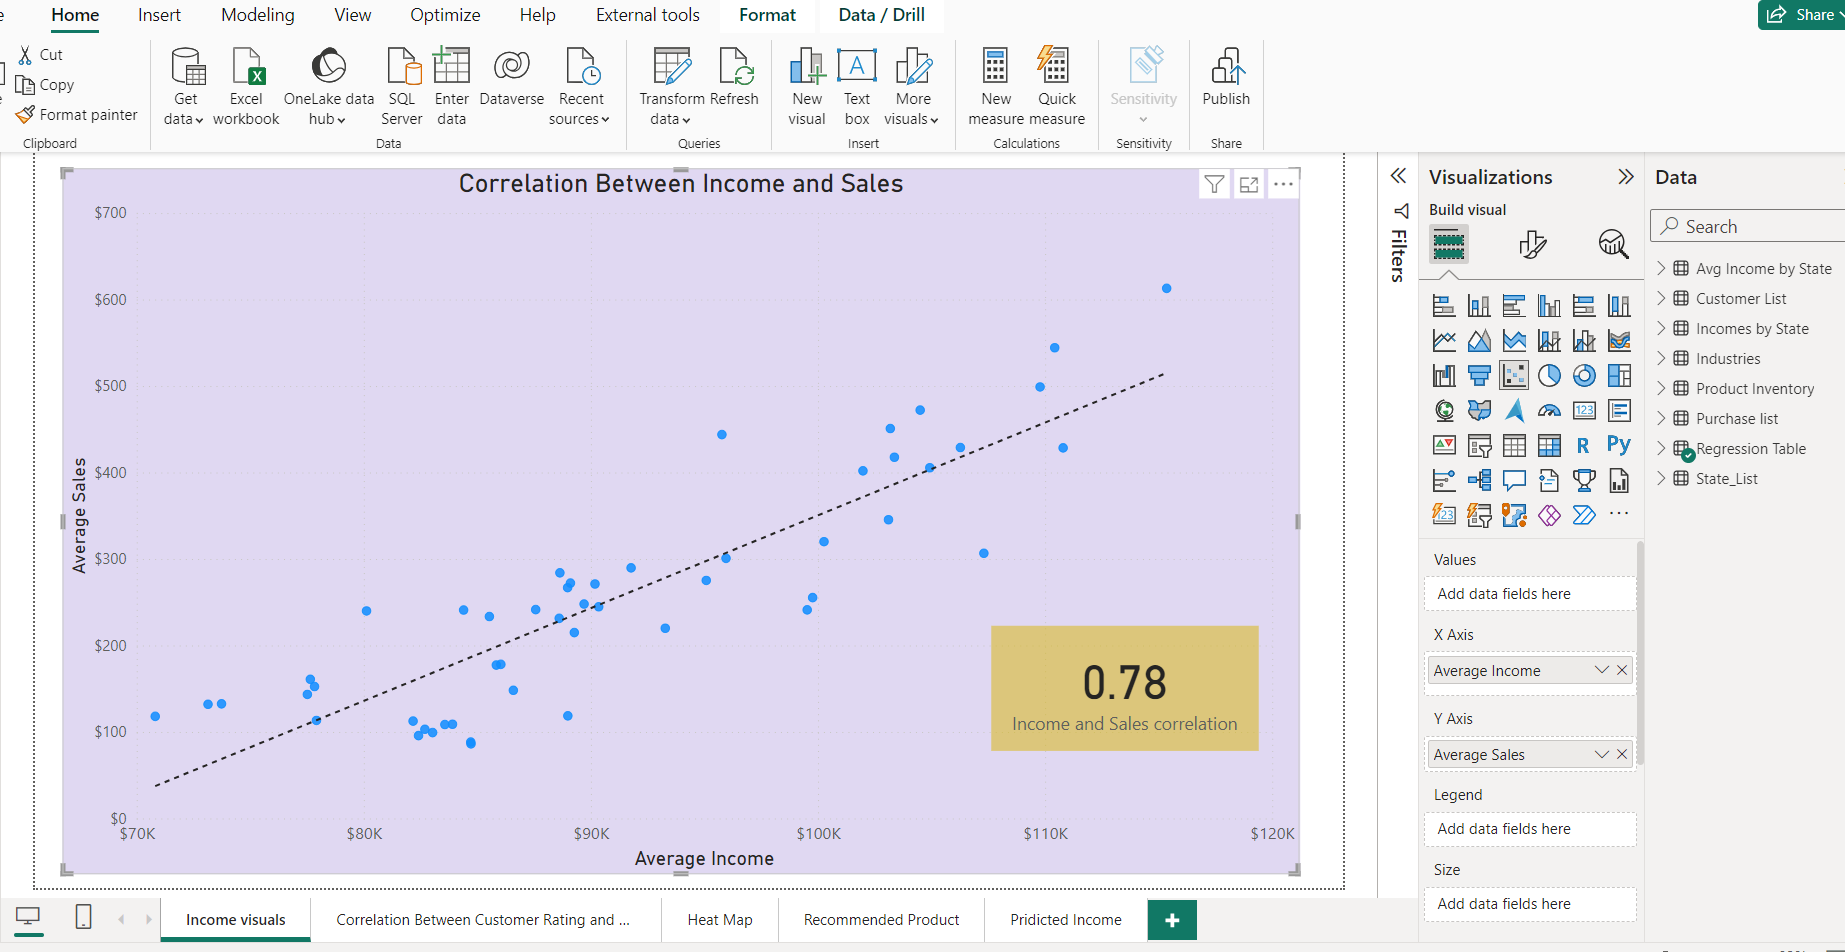 Home Insert Modeling View Optimize Help External tools Format Data / Drill Share
Cut
Copy
Format painter
Clipboard
Get data
Excel workbook
OneLake data hub
SQL Server
Enter data
Dataverse
Recent sources
Data
Transform data
Refresh
Queries
New visual
Text box
More visuals
Insert
New measure
Quick measure
Calculations
Sensitivity
Sensitivity
Publish
Share
Correlation Between Income and Sales
Average Sales
$700
$600
$500
$400
$300
$200
$100
$0
$70K $80K $90K $100K $110K $120K
Average Income
0.78
Income and Sales correlation
Filters
Visualizations
Build visual
123
R
Py
123
Values
Add data fields here
X Axis
Average Income
Y Axis
Average Sales
Legend
Add data fields here
Size
Add data fields here
Data
Search
Avg Income by State
Customer List
Incomes by State
Industries
Product Inventory
Purchase list
Regression Table
State_List
Income visuals
Correlation Between Customer Rating and ...
Heat Map
Recommended Product
Pridicted Income